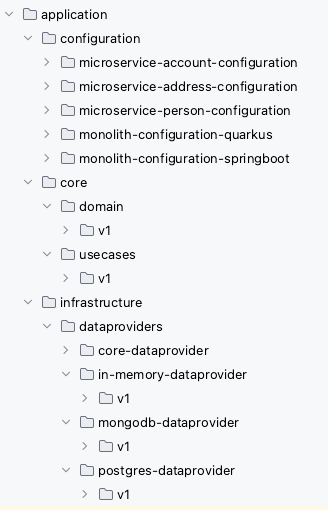 application
configuration
microservice-account-configuration
microservice-address-configuration
microservice-person-configuration
monolith-configuration-quarkus
monolith-configuration-springboot
core
domain
v1
usecases
v1
infrastructure
dataproviders
core-dataprovider
in-memory-dataprovider
v1
mongodb-dataprovider
v1
postgres-dataprovider
v1